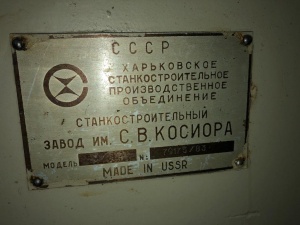 СССР
ХАРЬКОВСКОЕ
СТАНКОСТРОИТЕЛЬНОЕ
ПРОИЗВОДСТВЕННОЕ
ОБЪЕДИНЕНИЕ
СТАНКОСТРОИТЕЛЬНЫЙ
ЗАВОД ИМ. С.В.КОСИОРА
МОДЕЛЬ №
MADE IN USSR